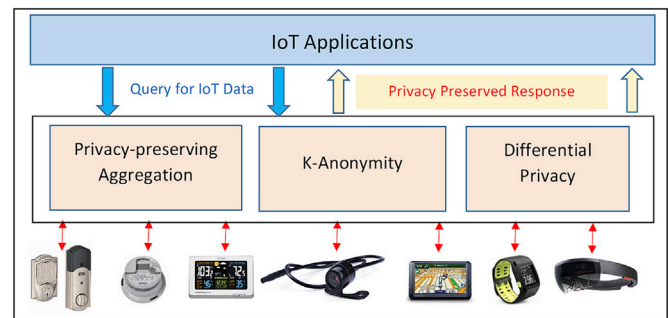 IoT Applications
Query for IoT Data
Privacy Preserved Response
Privacy-preserving
Aggregation
K-Anonymity
Differential
Privacy